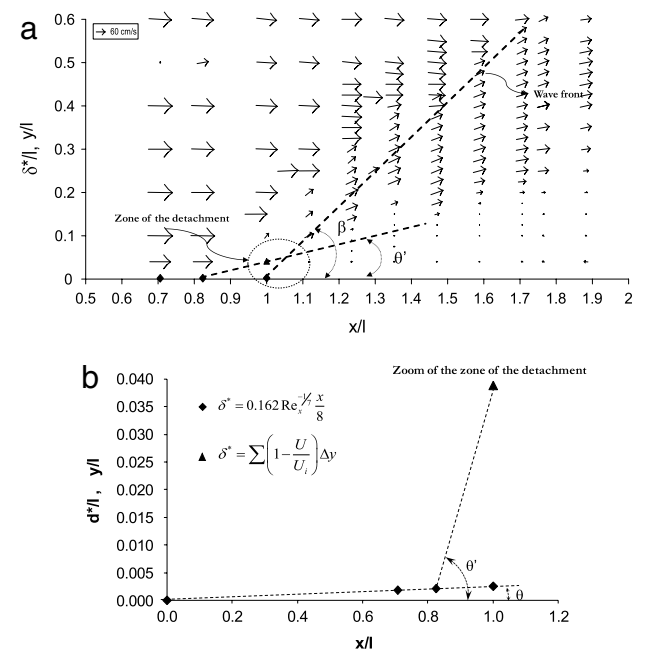 a
0.6
0.5
0.4
0.3
0.2
0.1
0
δ*/l, y/l
60 cm/s
Wave front
Zone of the detachment
β
θ'
0.5 0.6 0.7 0.8 0.9 1.0 1.1 1.2 1.3 1.4 1.5 1.6 1.7 1.8 1.9 2
x/l
b
Zoom of the zone of the detachment
0.040
0.035
0.030
0.025
0.020
0.015
0.010
0.005
0.000
d*/l, y/l
δ* = 0.162 Re_x^{-1/7} x/8
δ* = ∑(1 − U/U_i)Δy
θ'
θ
0.0 0.2 0.4 0.6 0.8 1.0 1.2
x/l